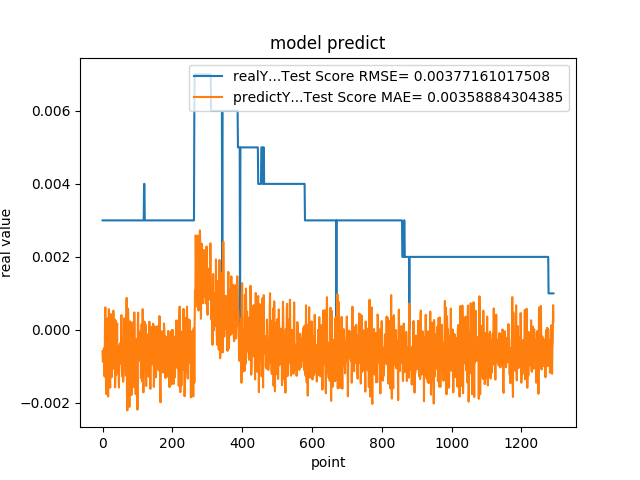 model predict
realY...Test Score RMSE= 0.00377161017508
predictY...Test Score MAE= 0.00358884304385
0.006
0.004
0.002
0.000
−0.002
real value
0 200 400 600 800 1000 1200
point